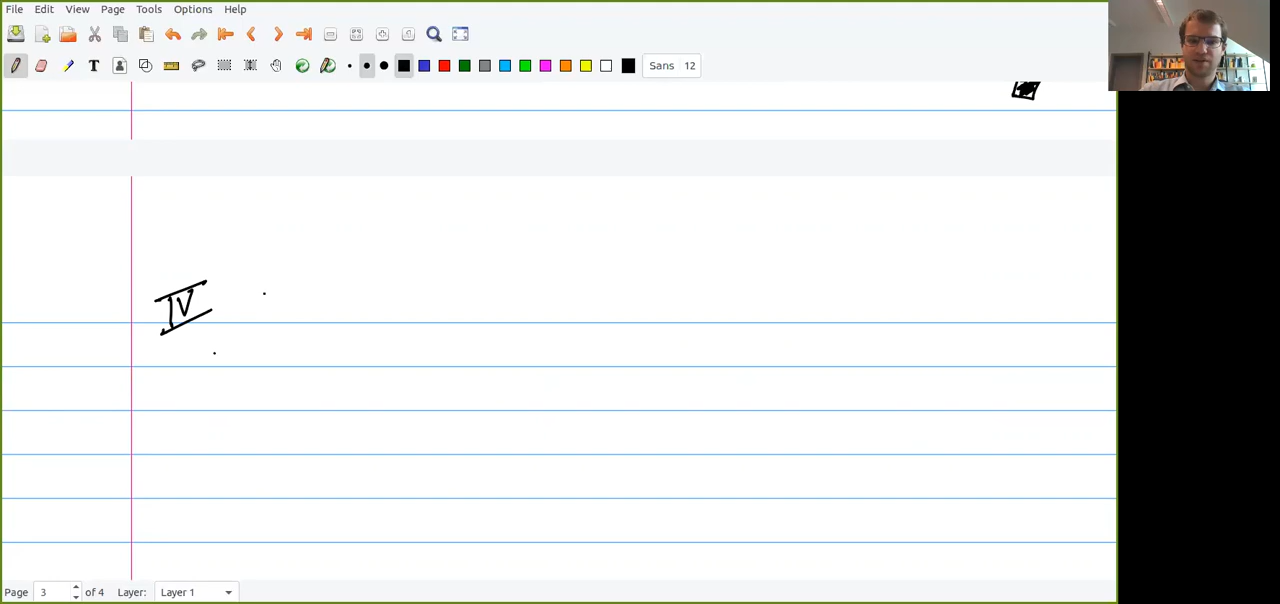 File Edit View Page Tools Options Help
T Sans 12
IV
Page 3 of 4 Layer: Layer 1